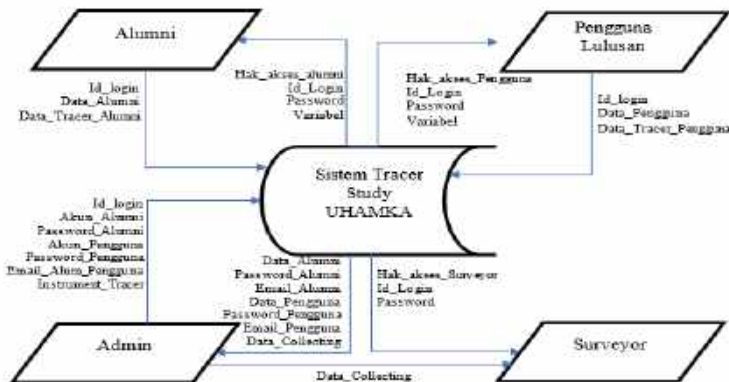 Alumni
Pengguna
Lulusan
Id_login
Data_Alumni
Data_Tracer_Alumni
Hak_akses_alumni
Id_Login
Password
Variabel
Hak_akses_Pengguna
Id_Login
Password
Variabel
Id_login
Data_Pengguna
Data_Tracer_Pengguna
Sistem Tracer
Study
UHAMKA
Id_login
Akun_Alumni
Password_Alumni
Akun_Pengguna
Password_Pengguna
Email_Alum_Pengguna
Instrument_Tracer
Data_Alumni
Password_Alumni
Email_Alumni
Data_Pengguna
Password_Pengguna
Email_Pengguna
Data_Collecting
Hak_akses_Surveyor
Id_Login
Password
Admin
Surveyor
Data_Collecting